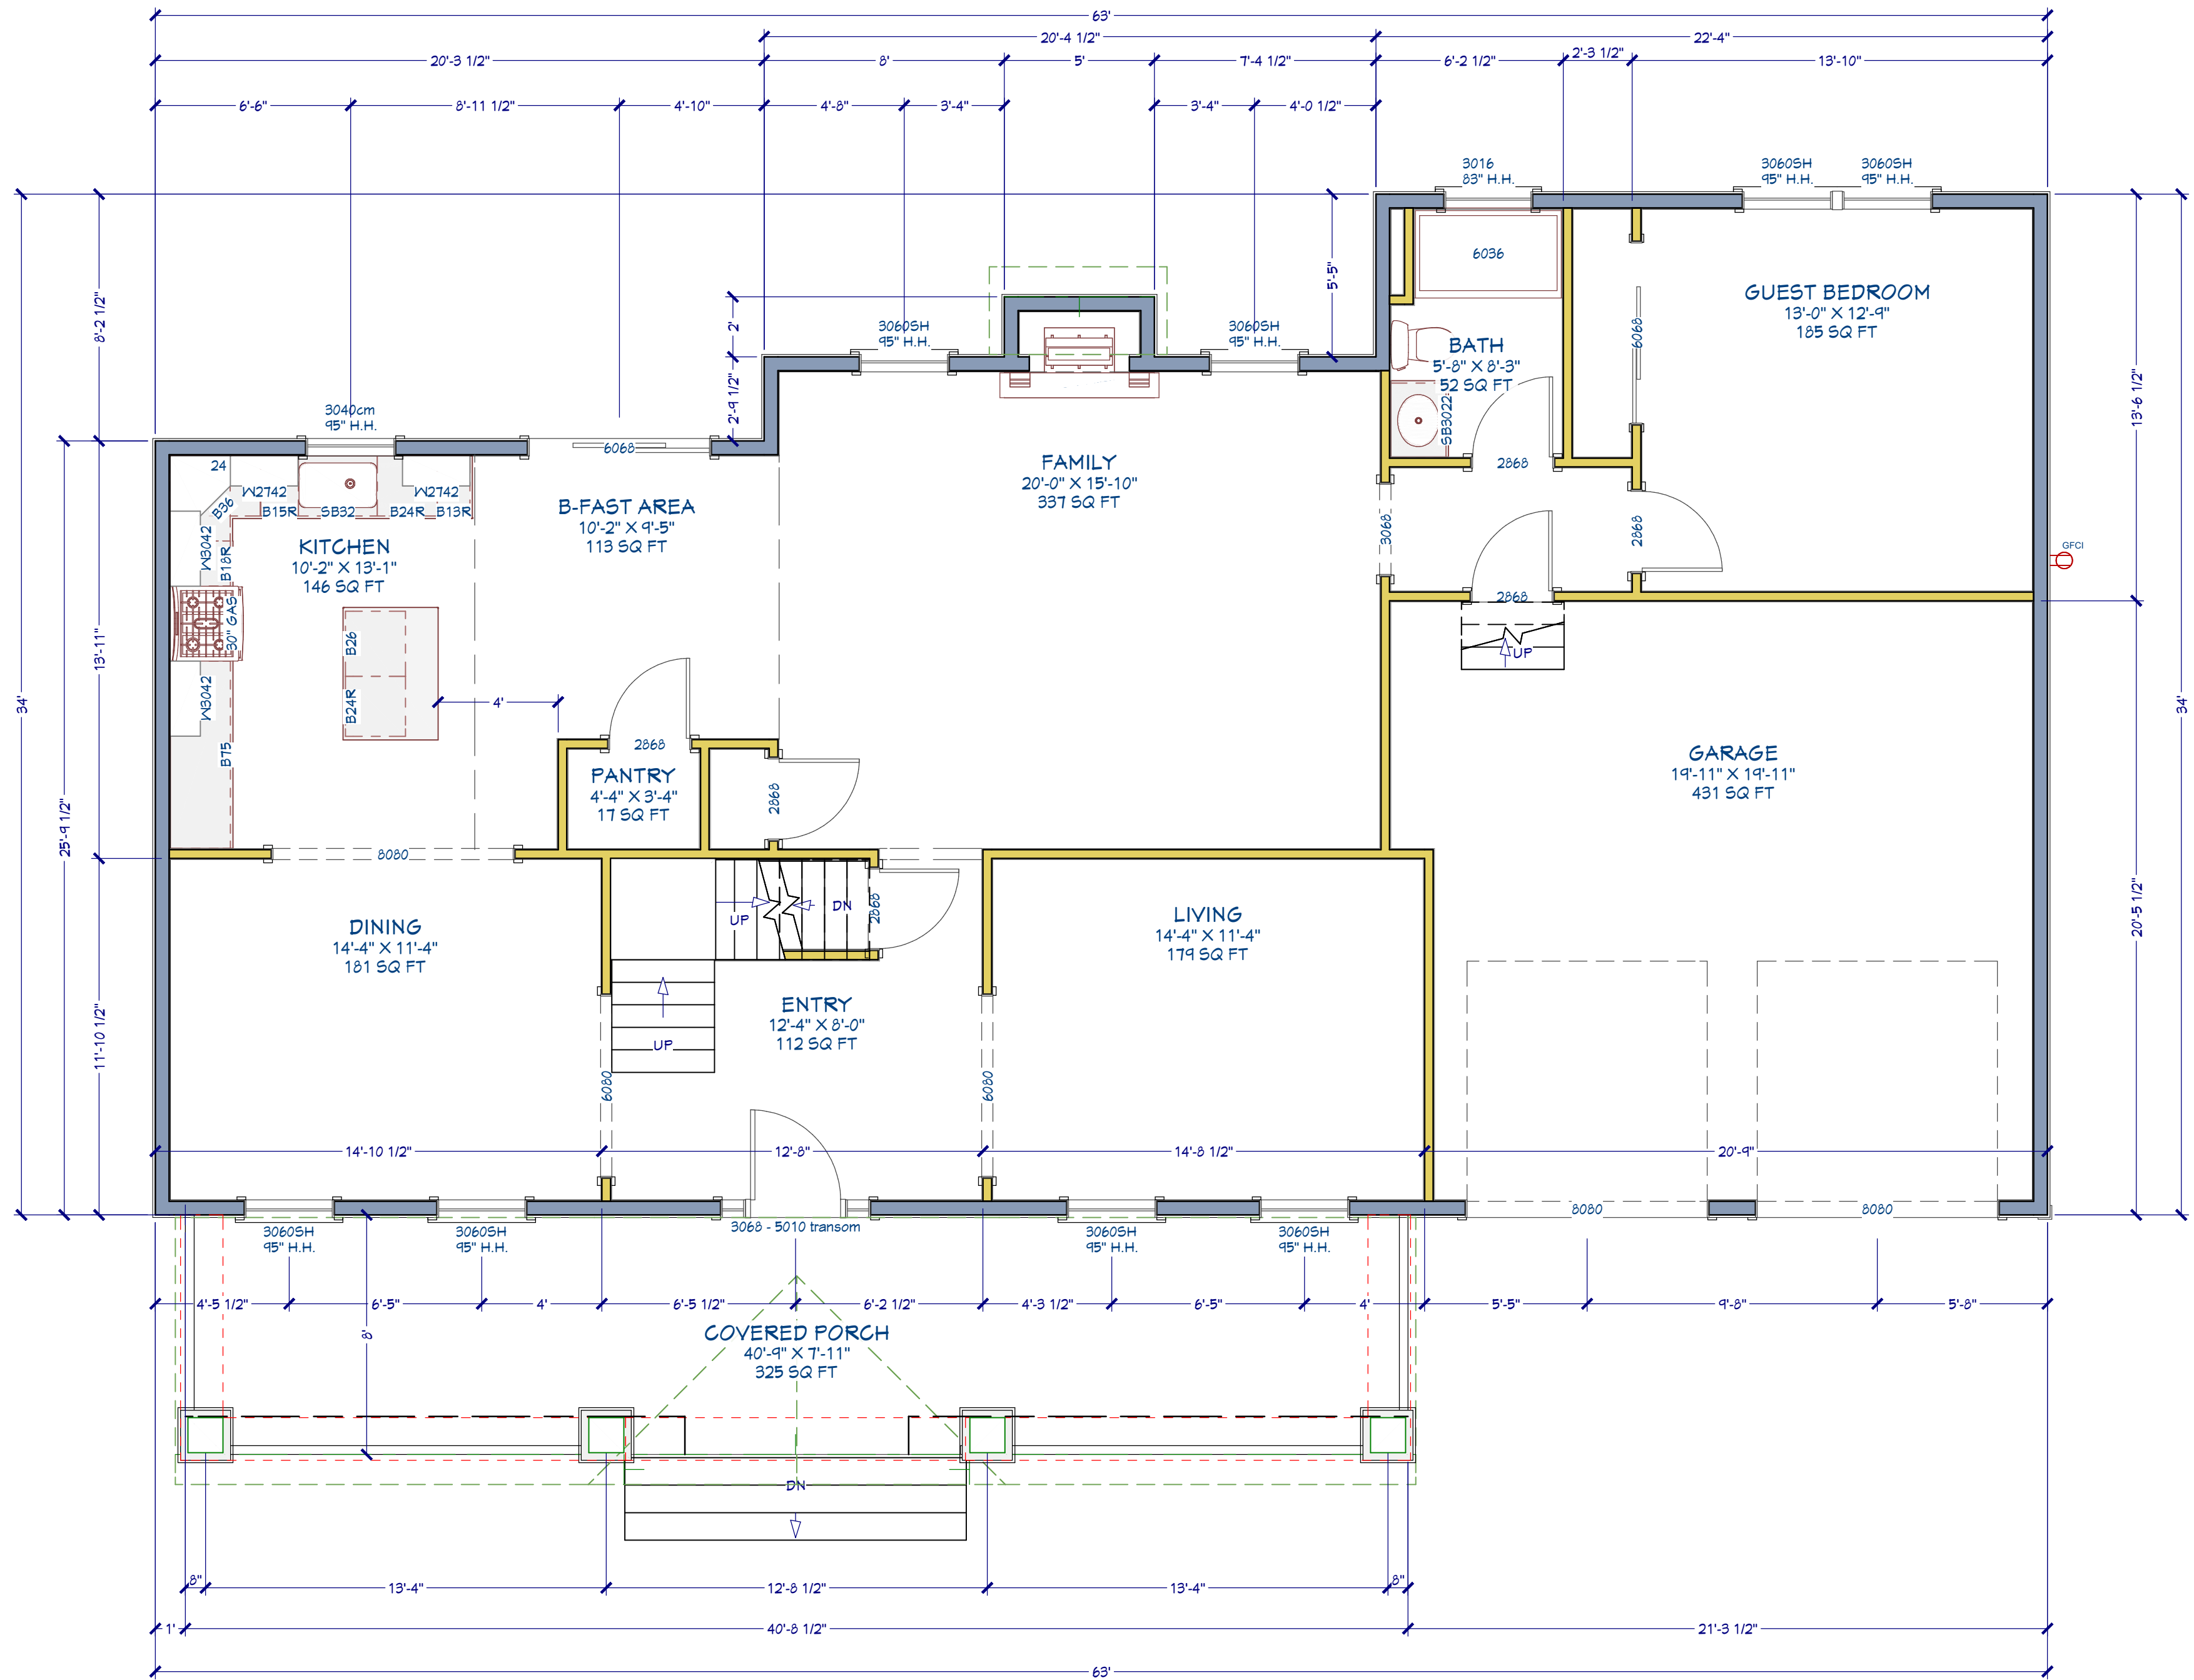 63'
20'-4 1/2"
22'-4"
20'-3 1/2"
8'
5'
7'-4 1/2"
6'-2 1/2"
2'-3 1/2"
13'-10"
6'-6"
8'-11 1/2"
4'-10"
4'-8"
3'-4"
3'-4"
4'-0 1/2"
3016
83" H.H.
3060SH
95" H.H.
3060SH
95" H.H.
34'
8'-2 1/2"
25'-9 1/2"
13'-11"
11'-10 1/2"
2'
2'-9 1/2"
5'-5"
13'-6 1/2"
20'-5 1/2"
34'
3060SH
95" H.H.
3060SH
95" H.H.
3040cm
95" H.H.
6068
6036
BATH
5'-8" X 8'-3"
52 SQ FT
SB3022
2868
6068
GUEST BEDROOM
13'-0" X 12'-9"
185 SQ FT
24
W2742
W2742
B36
B15R
SB32
B24R
B13R
W3042
B18R
KITCHEN
10'-2" X 13'-1"
146 SQ FT
30" GAS
W3042
B75
B26
B24R
4'
B-FAST AREA
10'-2" X 9'-5"
113 SQ FT
FAMILY
20'-0" X 15'-10"
337 SQ FT
3068
2868
2868
UP
GFCI
2868
PANTRY
4'-4" X 3'-4"
17 SQ FT
2868
GARAGE
19'-11" X 19'-11"
431 SQ FT
8080
DINING
14'-4" X 11'-4"
181 SQ FT
UP
DN
2868
UP
ENTRY
12'-4" X 8'-0"
112 SQ FT
LIVING
14'-4" X 11'-4"
179 SQ FT
6080
6080
14'-10 1/2"
12'-8"
14'-8 1/2"
20'-9"
3060SH
95" H.H.
3060SH
95" H.H.
3068 - 5010 transom
3060SH
95" H.H.
3060SH
95" H.H.
8080
8080
4'-5 1/2"
6'-5"
4'
6'-5 1/2"
6'-2 1/2"
4'-3 1/2"
6'-5"
4'
5'-5"
9'-8"
5'-8"
8'
COVERED PORCH
40'-9" X 7'-11"
325 SQ FT
DN
8"
13'-4"
12'-8 1/2"
13'-4"
8"
1'
40'-8 1/2"
21'-3 1/2"
63'